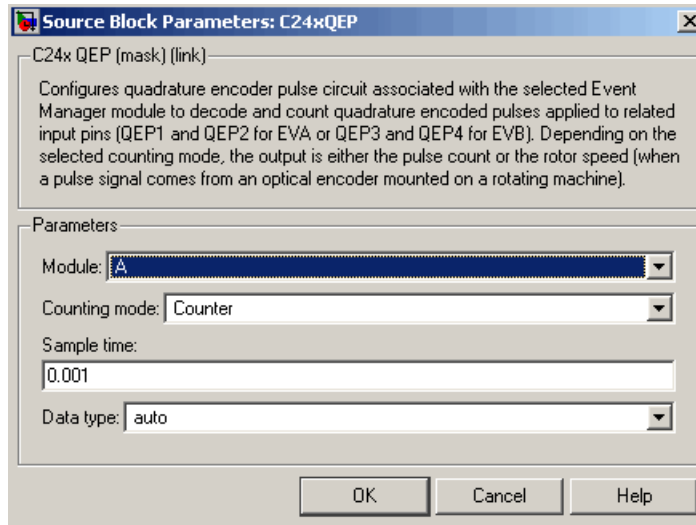 Source Block Parameters: C24xQEP
C24x QEP (mask) (link)
Configures quadrature encoder pulse circuit associated with the selected Event
Manager module to decode and count quadrature encoded pulses applied to related
input pins (QEP1 and QEP2 for EVA or QEP3 and QEP4 for EVB). Depending on the
selected counting mode, the output is either the pulse count or the rotor speed (when
a pulse signal comes from an optical encoder mounted on a rotating machine).
Parameters
Module: A
Counting mode: Counter
Sample time:
0.001
Data type: auto
OK Cancel Help